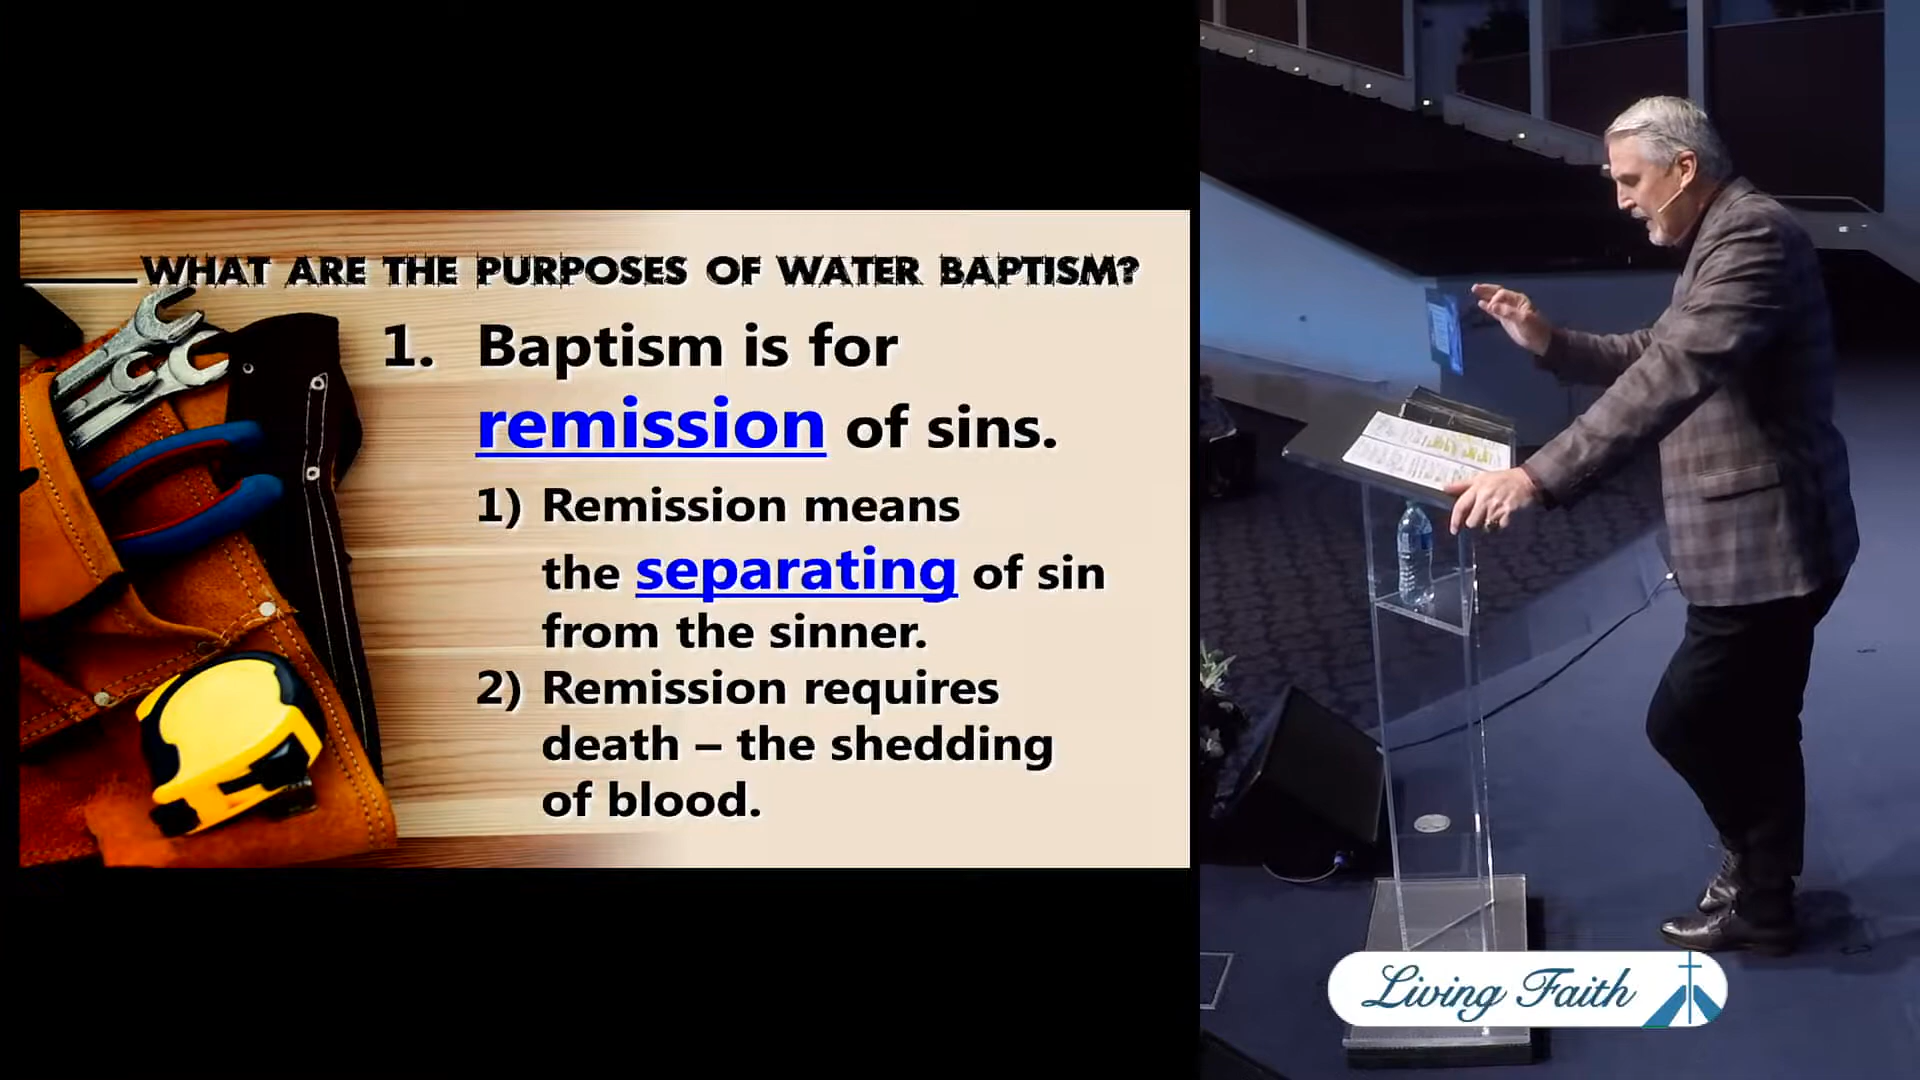 WHAT ARE THE PURPOSES OF WATER BAPTISM?
1. Baptism is for
remission of sins.
1) Remission means
the separating of sin
from the sinner.
2) Remission requires
death – the shedding
of blood.
Living Faith